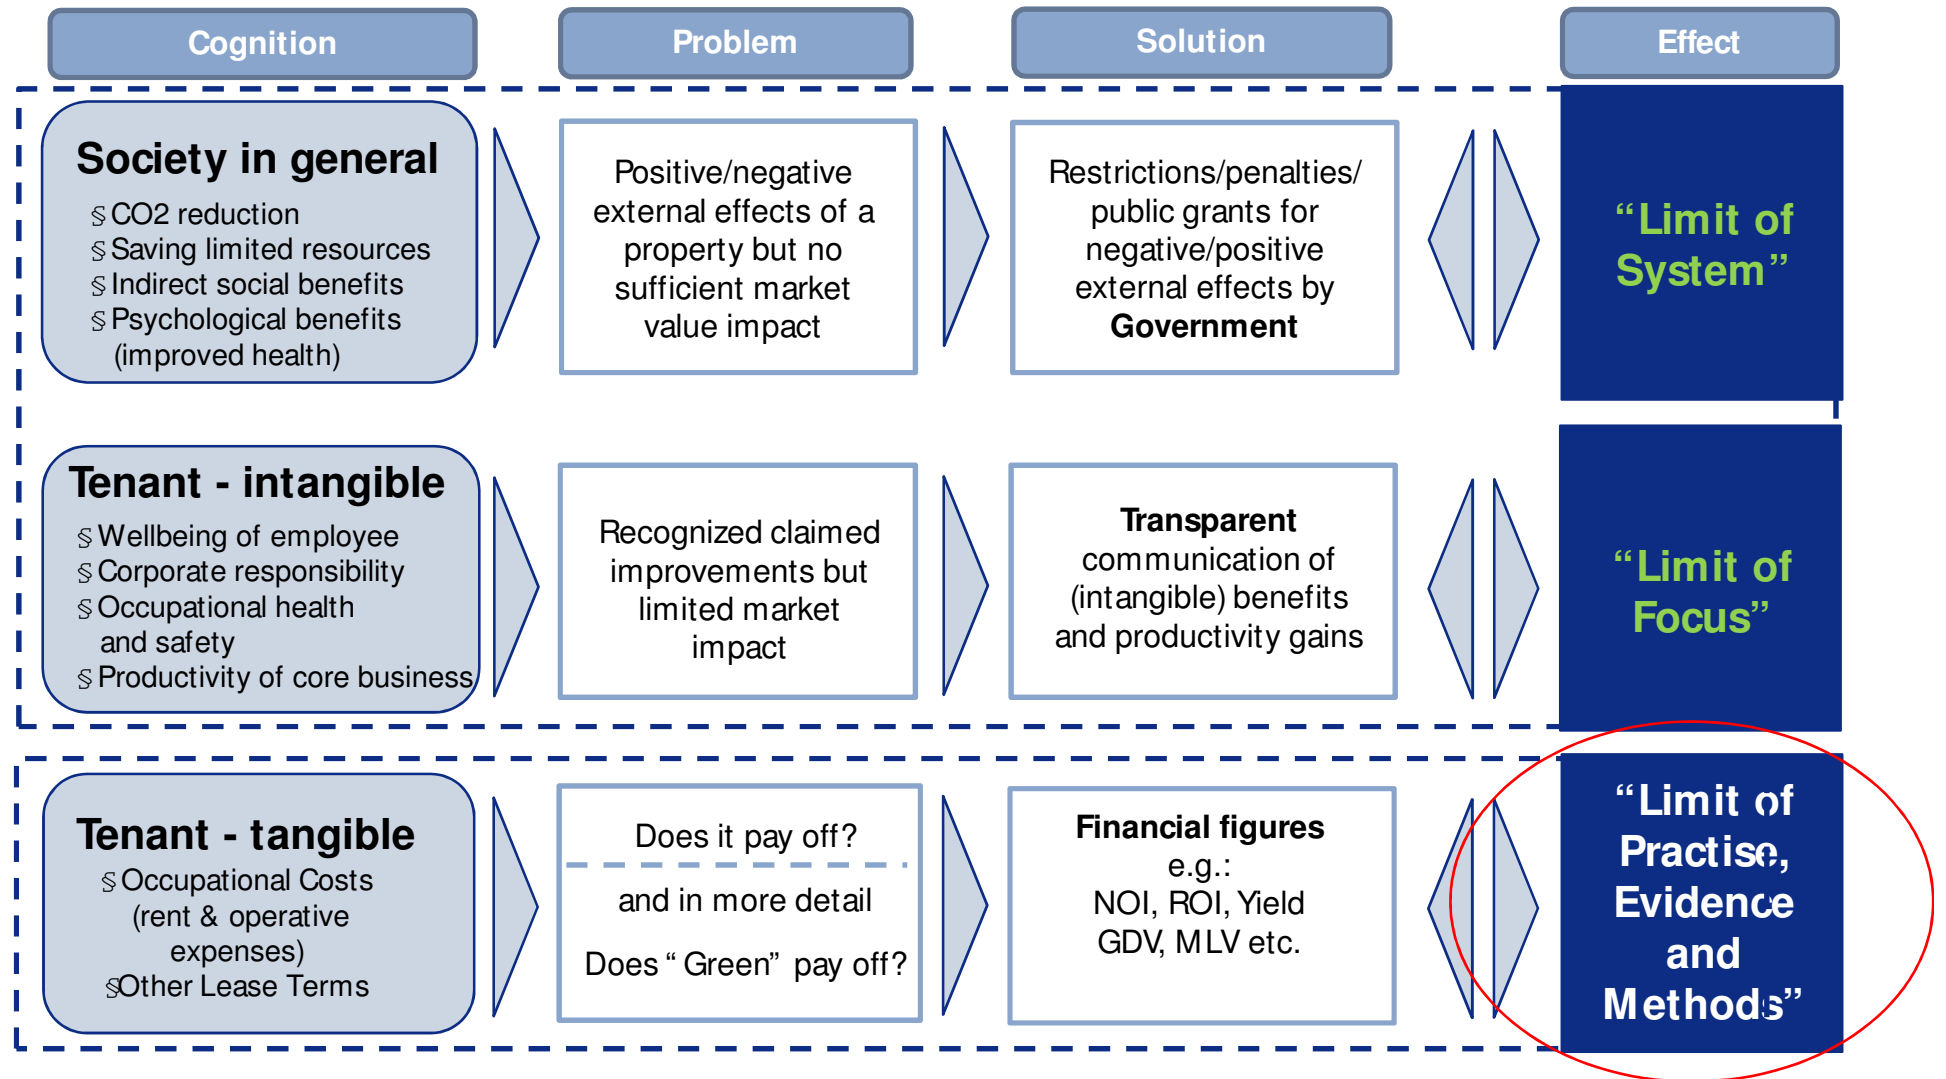 Cognition
Problem
Solution
Effect
Society in general
§ CO2 reduction
§ Saving limited resources
§ Indirect social benefits
§ Psychological benefits
(improved health)
Positive/negative
external effects of a
property but no
sufficient market
value impact
Restrictions/penalties/
public grants for
negative/positive
external effects by
Government
“Limit of
System”
Tenant - intangible
§ Wellbeing of employee
§ Corporate responsibility
§ Occupational health
and safety
§ Productivity of core business
Recognized claimed
improvements but
limited market
impact
Transparent
communication of
(intangible) benefits
and productivity gains
“Limit of
Focus”
Tenant - tangible
§ Occupational Costs
(rent & operative
expenses)
§Other Lease Terms
Does it pay off?
and in more detail
Does “Green” pay off?
Financial figures
e.g.:
NOI, ROI, Yield
GDV, MLV etc.
“Limit of
Practise,
Evidence
and
Methods”